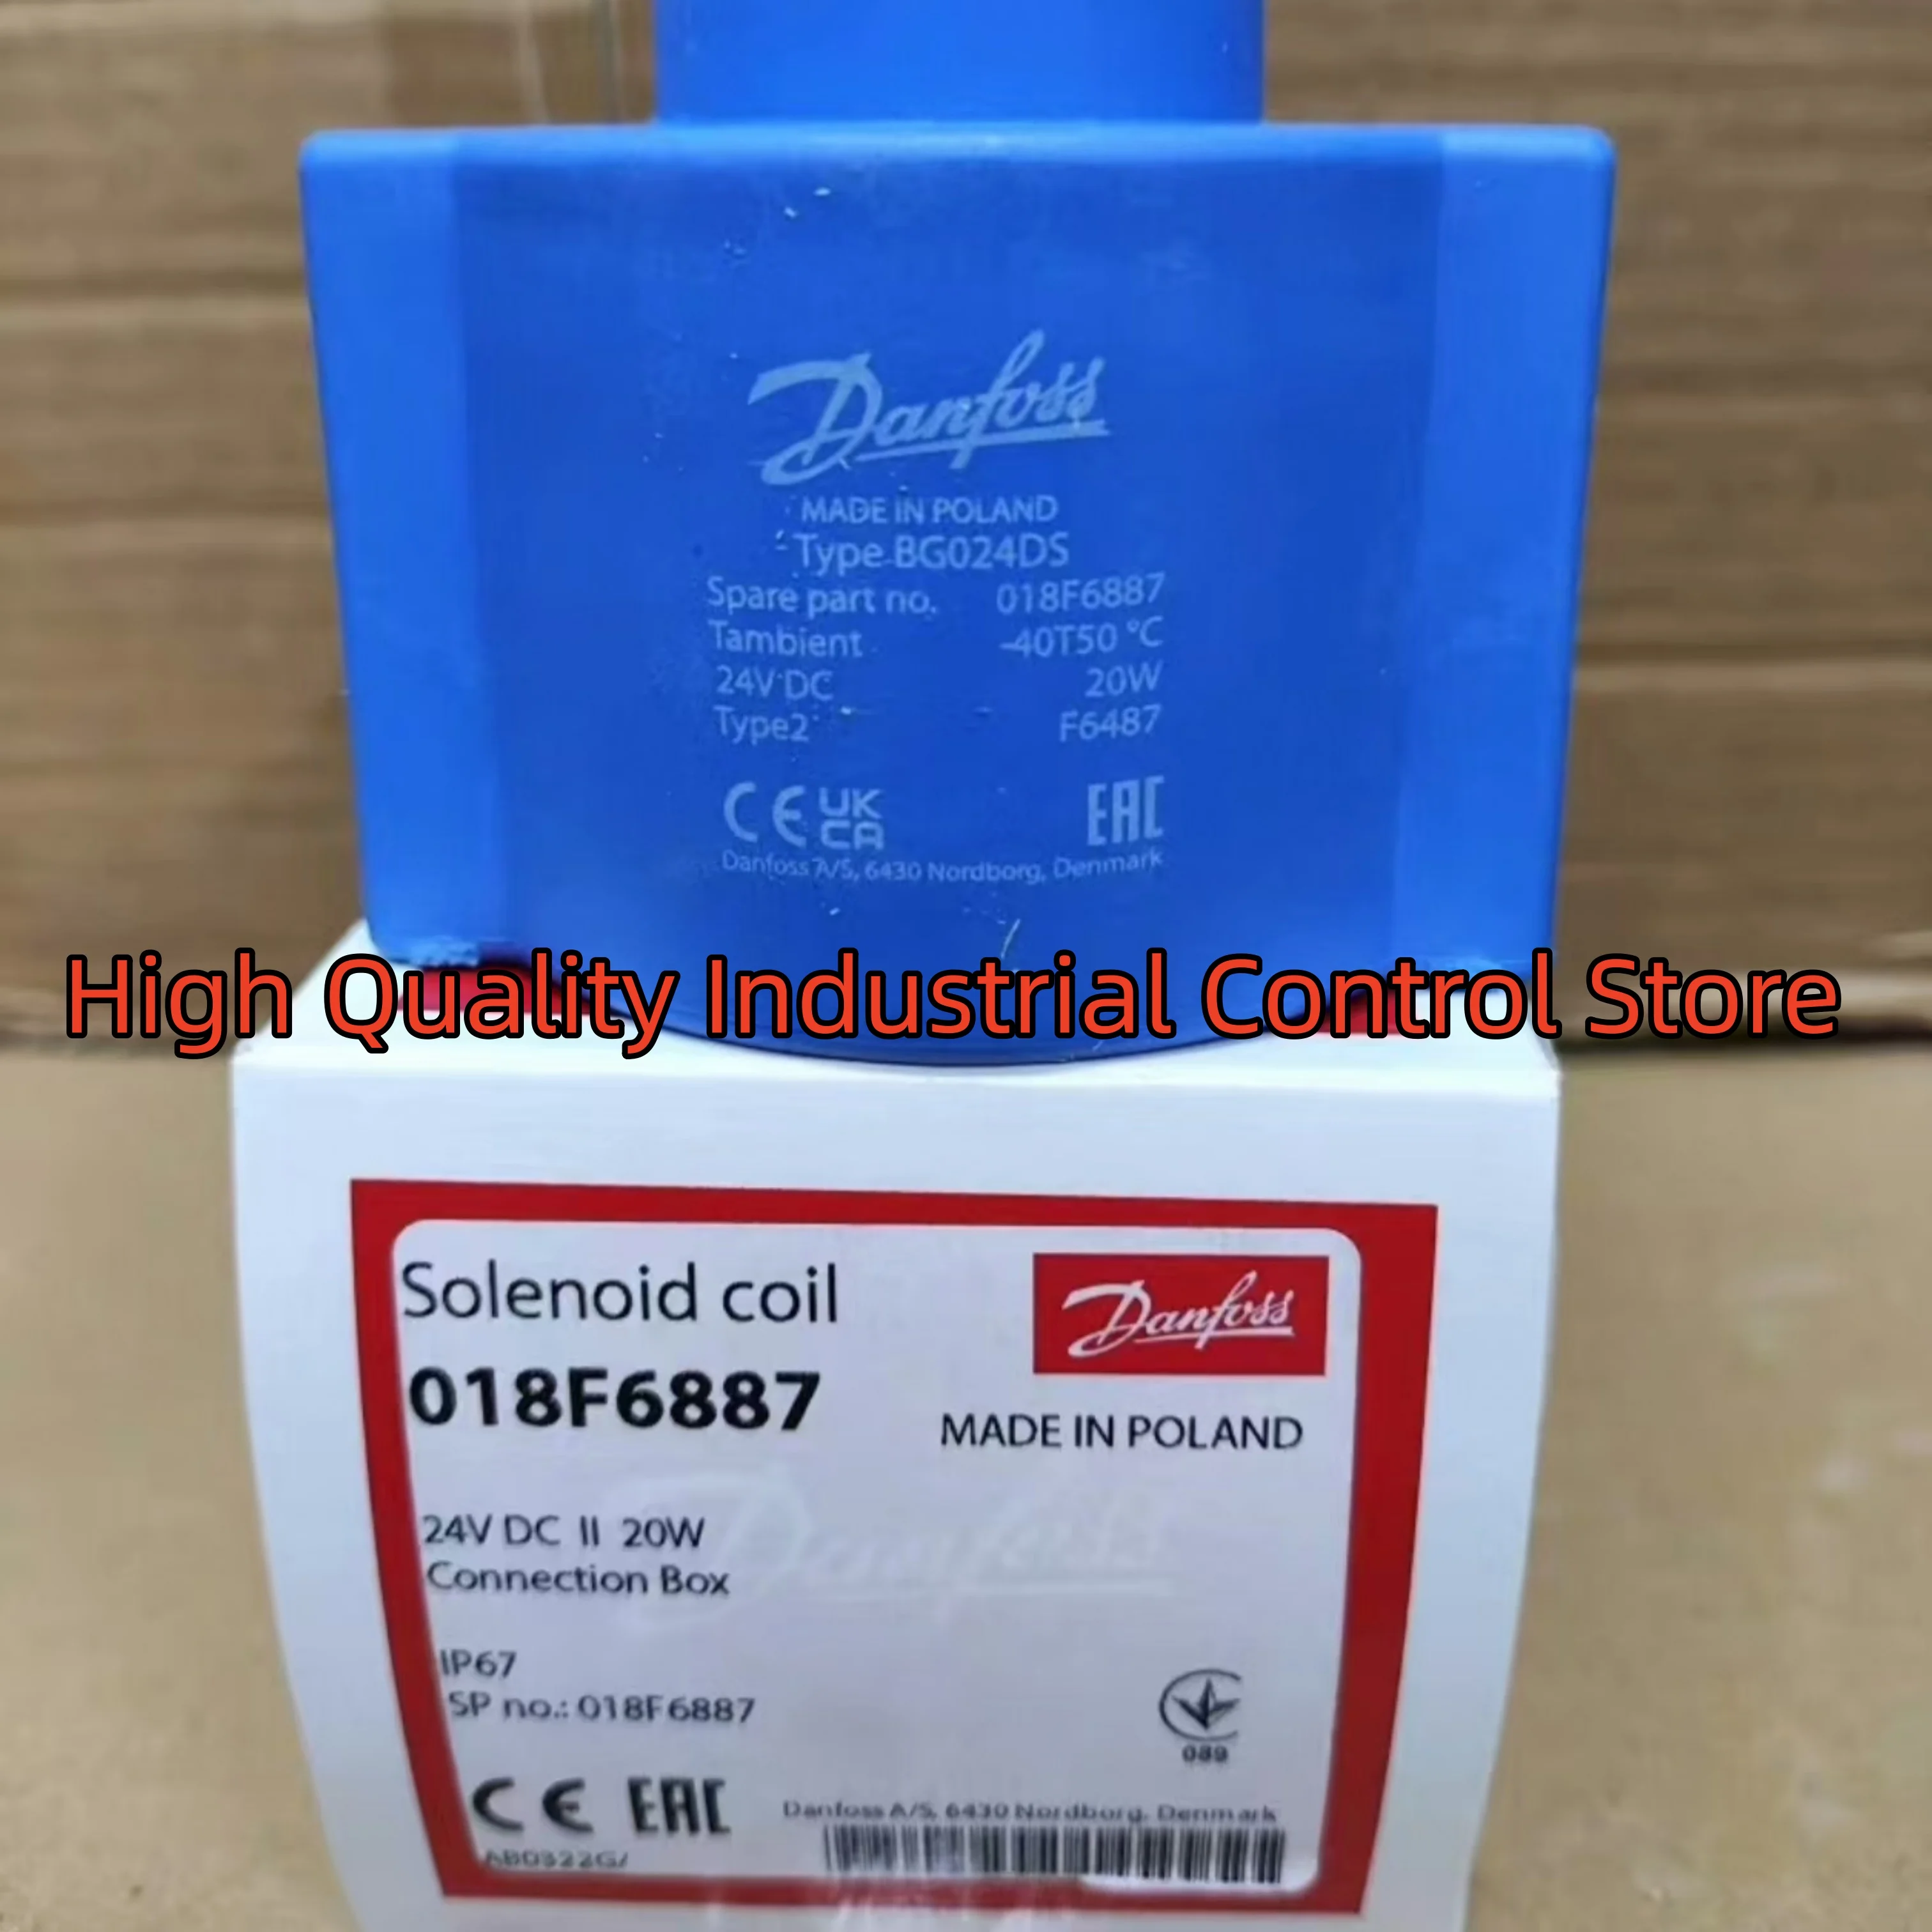 Danfoss
MADE IN POLAND
Type BG024DS
Spare part no. 018F6887
Tambient -40T50 °C
24V DC 20W
Type2 F6487
CE UK CA EAC
Danfoss A/S, 6430 Nordborg, Denmark
High Quality Industrial Control Store
Solenoid coil
Danfoss
018F6887
MADE IN POLAND
24V DC II 20W
Danfoss
Connection Box
IP67
SP no.: 018F6887
089
CE EAC
Danfoss A/S, 6430 Nordborg, Denmark